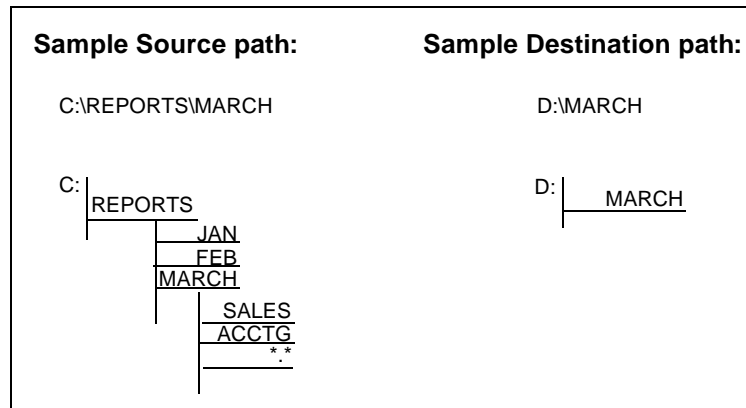 Sample Source path:
Sample Destination path:
C:\REPORTS\MARCH
D:\MARCH
C:
REPORTS
JAN
FEB
MARCH
SALES
ACCTG
*.*
D:
MARCH